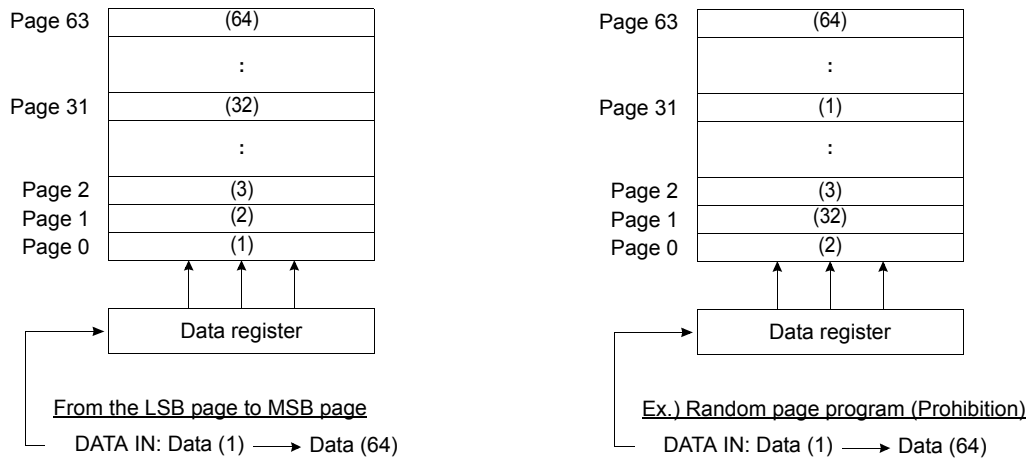 Page 63 (64)
:
Page 31 (32)
:
Page 2 (3)
Page 1 (2)
Page 0 (1)
Data register
From the LSB page to MSB page
DATA IN: Data (1) Data (64)
Page 63 (64)
:
Page 31 (1)
:
Page 2 (3)
Page 1 (32)
Page 0 (2)
Data register
Ex.) Random page program (Prohibition)
DATA IN: Data (1) Data (64)